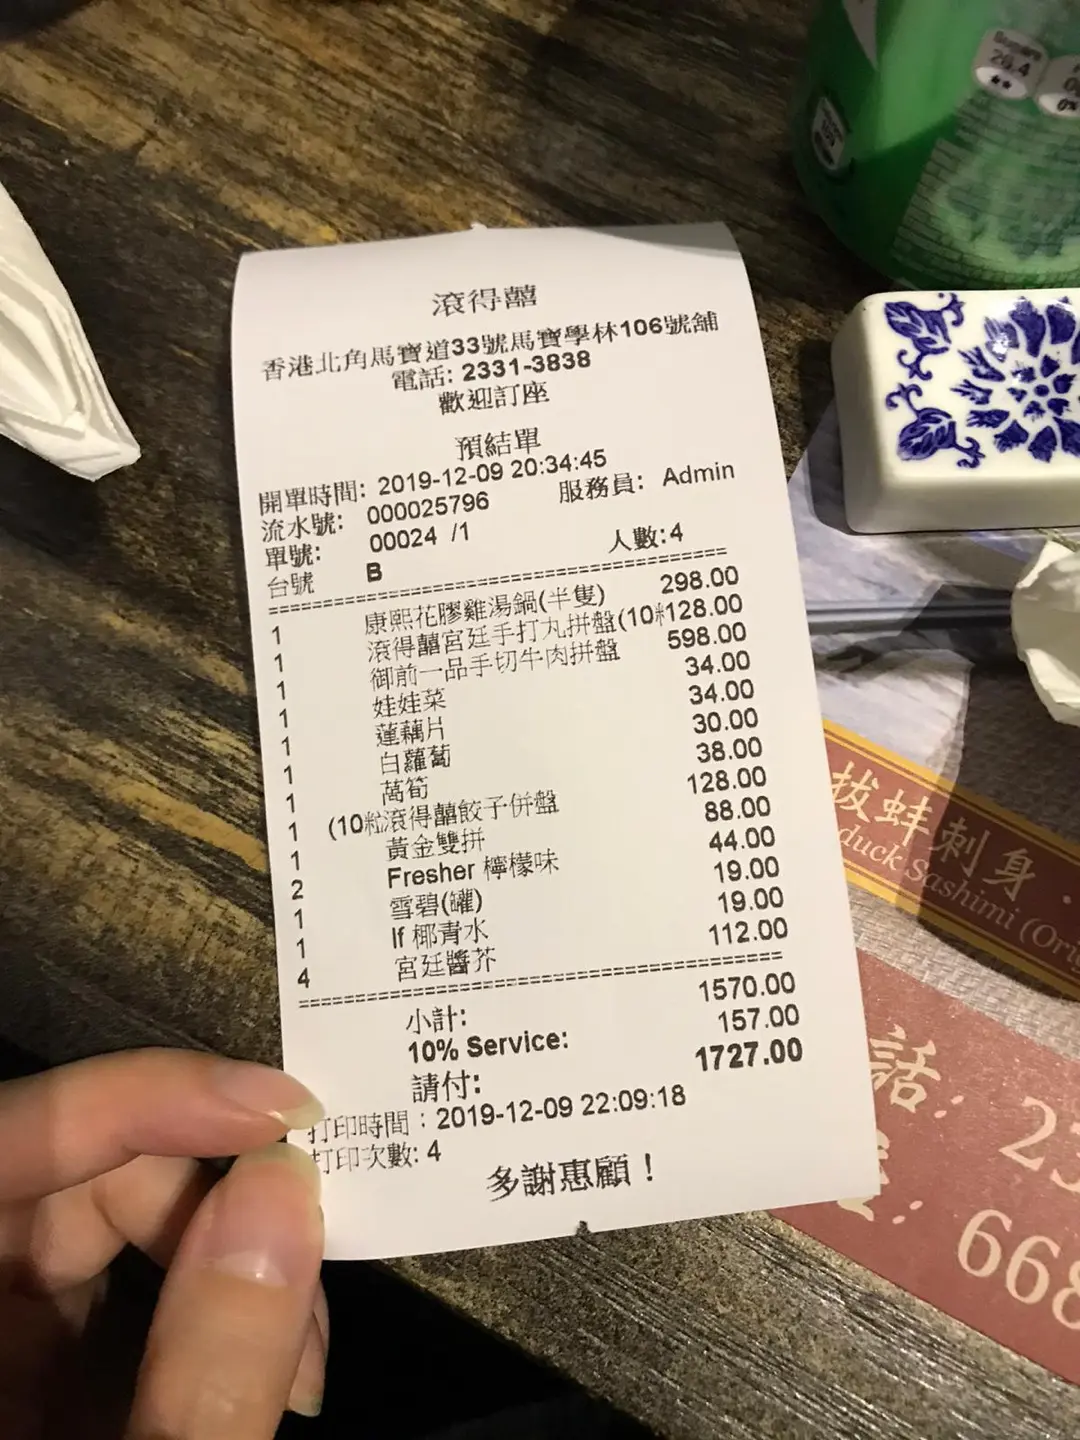 滾得囍
香港北角馬寶道33號馬寶學林106號舖
電話: 2331-3838
歡迎訂座
預結單
開單時間: 2019-12-09 20:34:45
流水號: 000025796 服務員: Admin
單號: 00024 /1
台號 B 人數:4
1 康熙花膠雞湯鍋(半隻) 298.00
1 滾得囍宮廷手打丸拼盤(10粒 128.00
1 御前一品手切牛肉拼盤 598.00
1 娃娃菜 34.00
1 蓮藕片 34.00
1 白蘿蔔 30.00
1 萵筍 38.00
1 (10粒滾得囍餃子併盤 128.00
1 黃金雙拼 88.00
2 Fresher 檸檬味 44.00
1 雪碧(罐) 19.00
1 If 椰青水 19.00
4 宮廷醬芥 112.00
小計: 1570.00
10% Service: 157.00
請付: 1727.00
打印時間：2019-12-09 22:09:18
打印次數: 4
多謝惠顧！
Sugars
20.4
0%
拔蚌刺身
duck Sashimi (Ori
話: 23
668